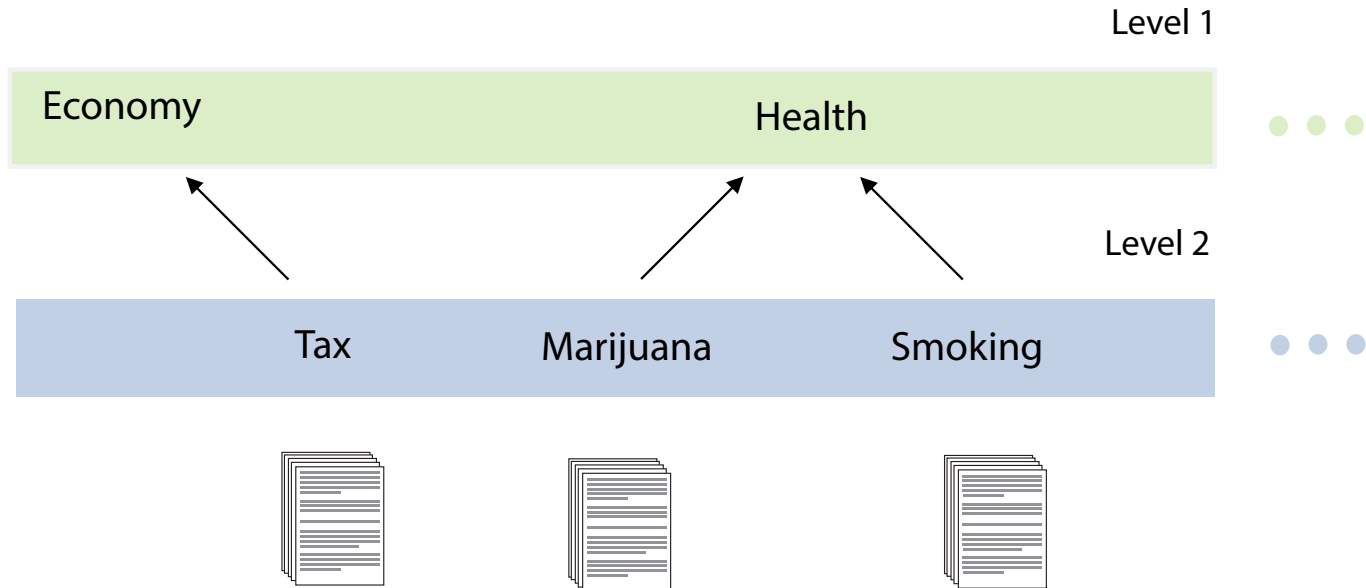 Level 1
Economy
Health
Level 2
Tax
Marijuana
Smoking